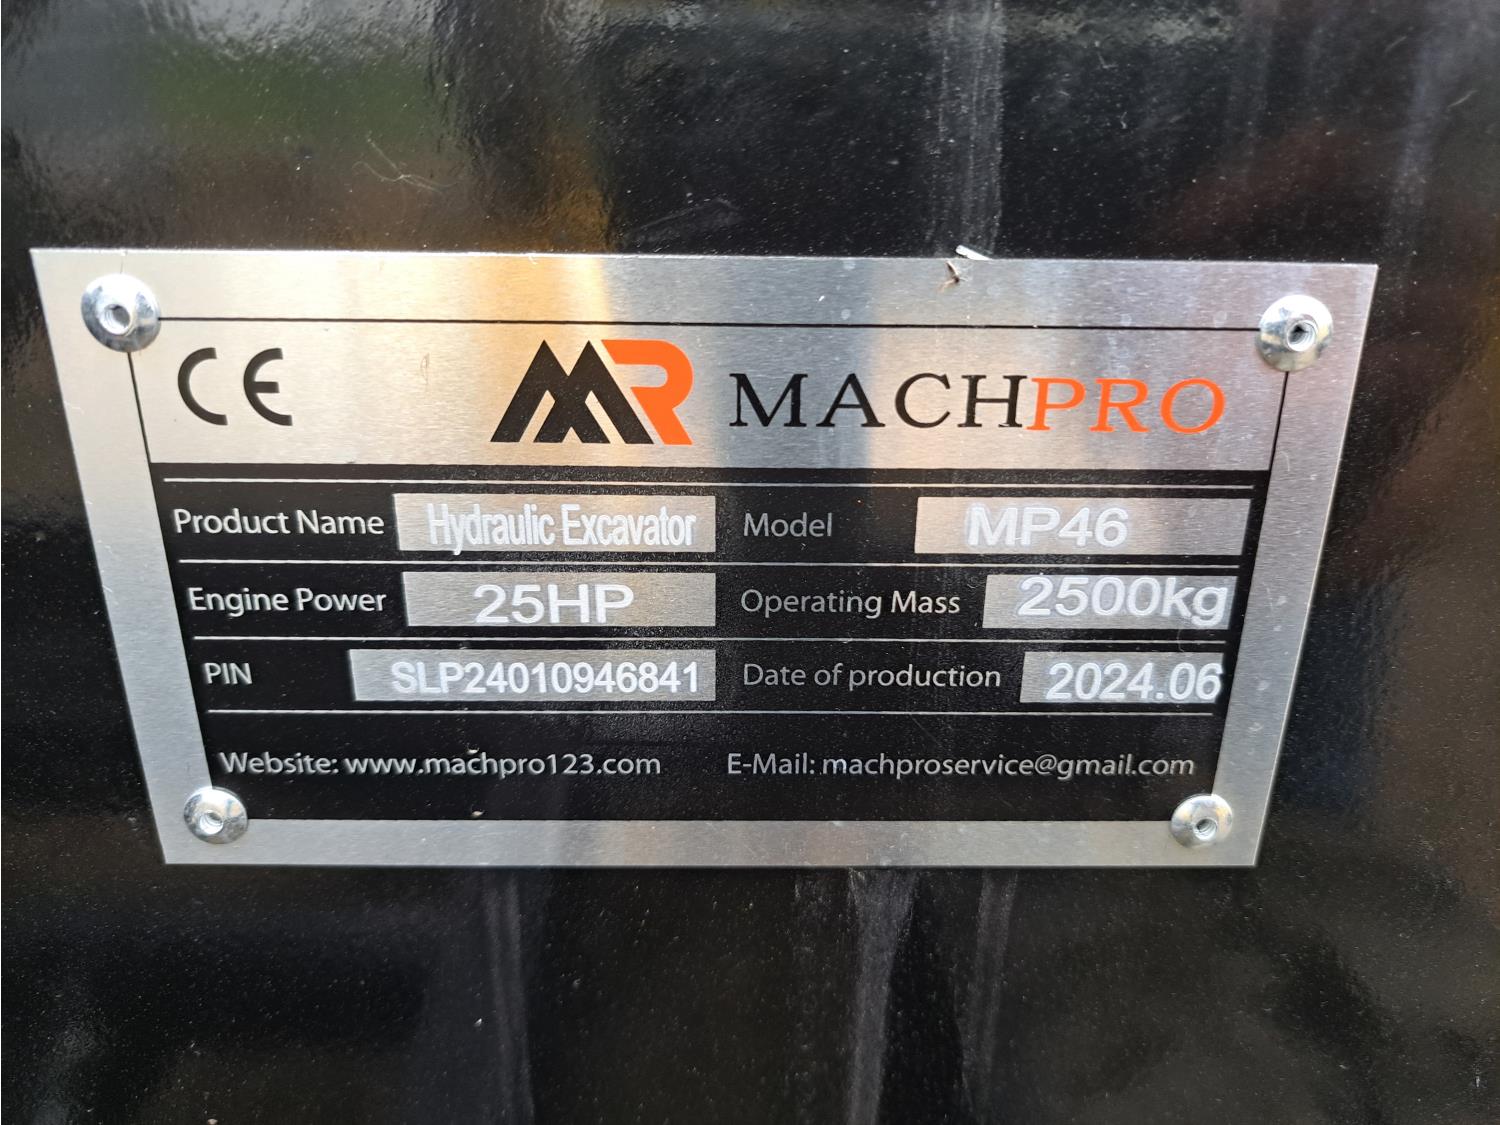 CE MR MACHPRO
Product Name Hydraulic Excavator Model MP46
Engine Power 25HP Operating Mass 2500kg
PIN SLP24010946841 Date of production 2024.06
Website: www.machpro123.com E-Mail: machproservice@gmail.com